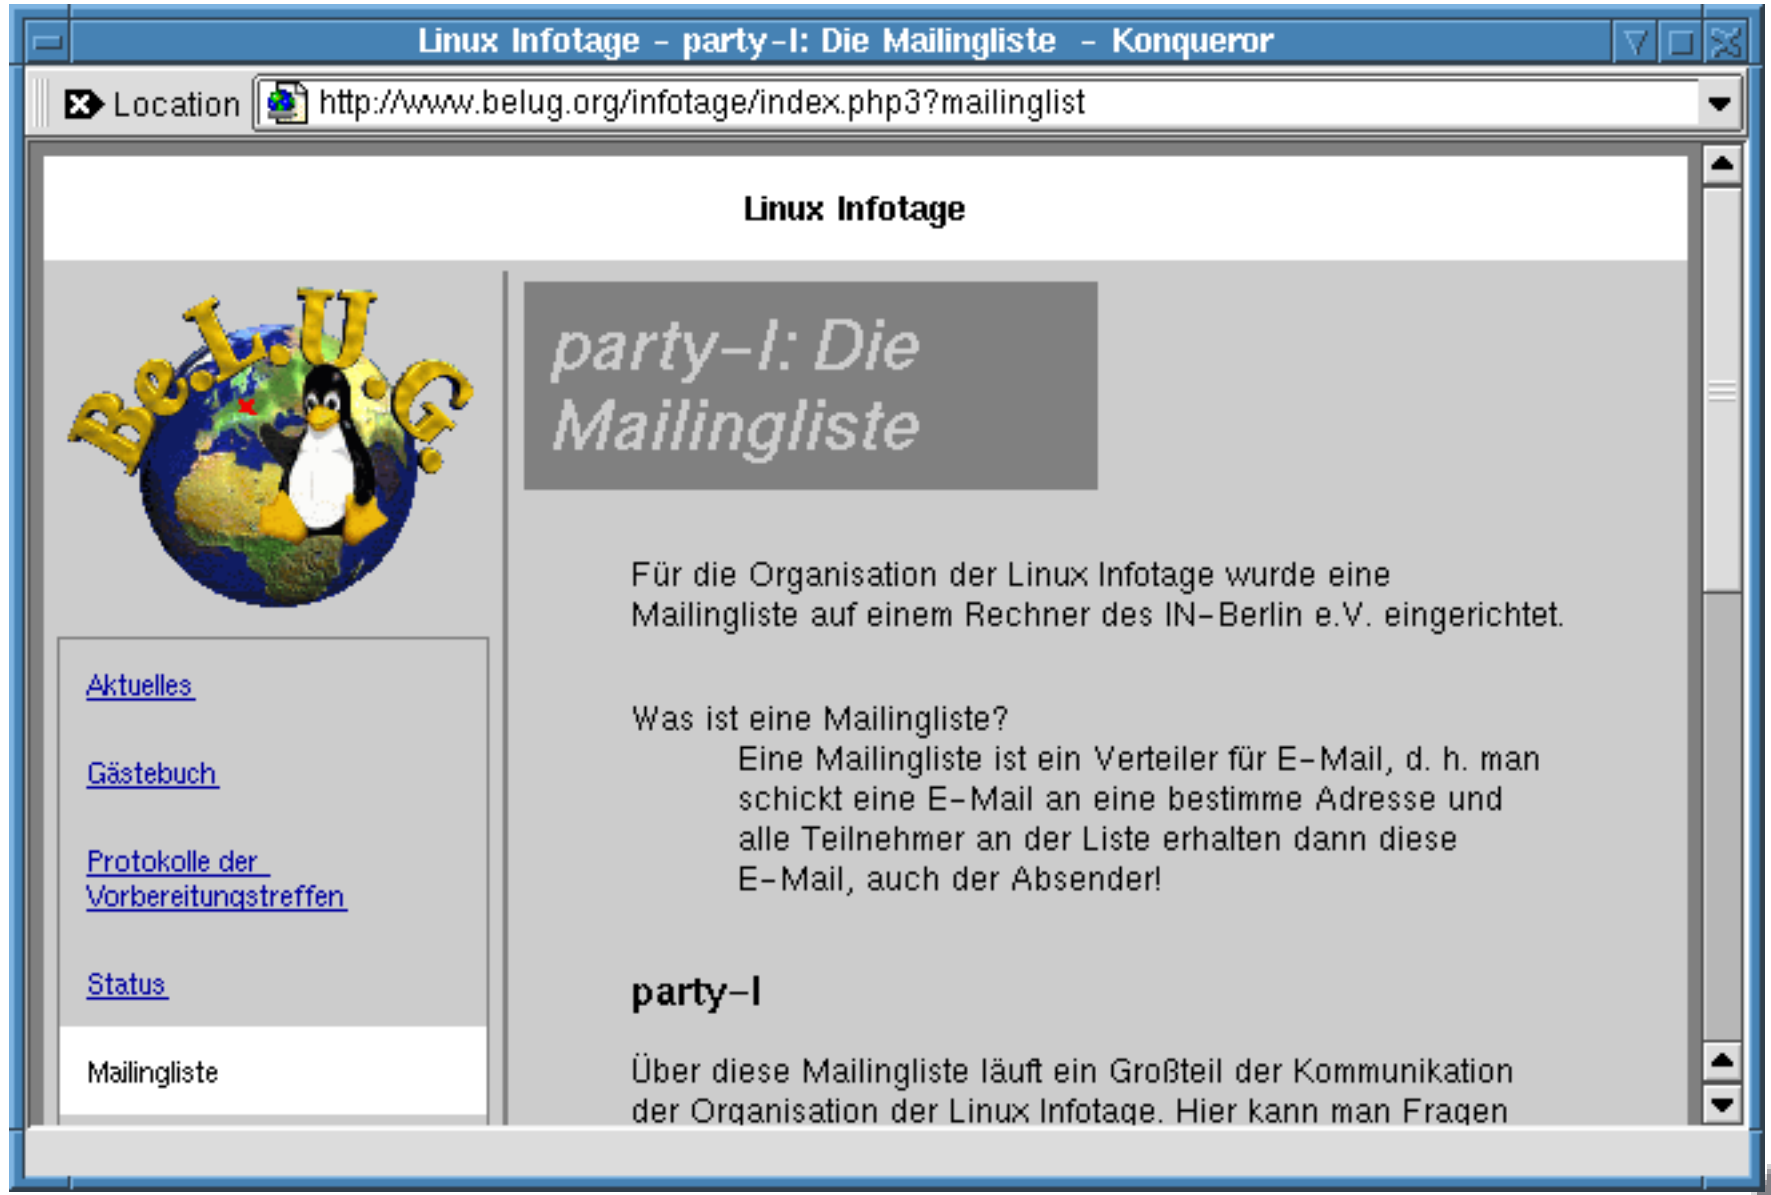 Linux Infotage - party-l: Die Mailingliste - Konqueror
Location http://www.belug.org/infotage/index.php3?mailinglist
Linux Infotage
Be.L.U.G.
party-l: Die
Mailingliste
Für die Organisation der Linux Infotage wurde eine
Mailingliste auf einem Rechner des IN-Berlin e.V. eingerichtet.
Aktuelles
Gästebuch
Protokolle der
Vorbereitungstreffen
Status
Mailingliste
Was ist eine Mailingliste?
Eine Mailingliste ist ein Verteiler für E-Mail, d. h. man
schickt eine E-Mail an eine bestimme Adresse und
alle Teilnehmer an der Liste erhalten dann diese
E-Mail, auch der Absender!
party-l
Über diese Mailingliste läuft ein Großteil der Kommunikation
der Organisation der Linux Infotage. Hier kann man Fragen